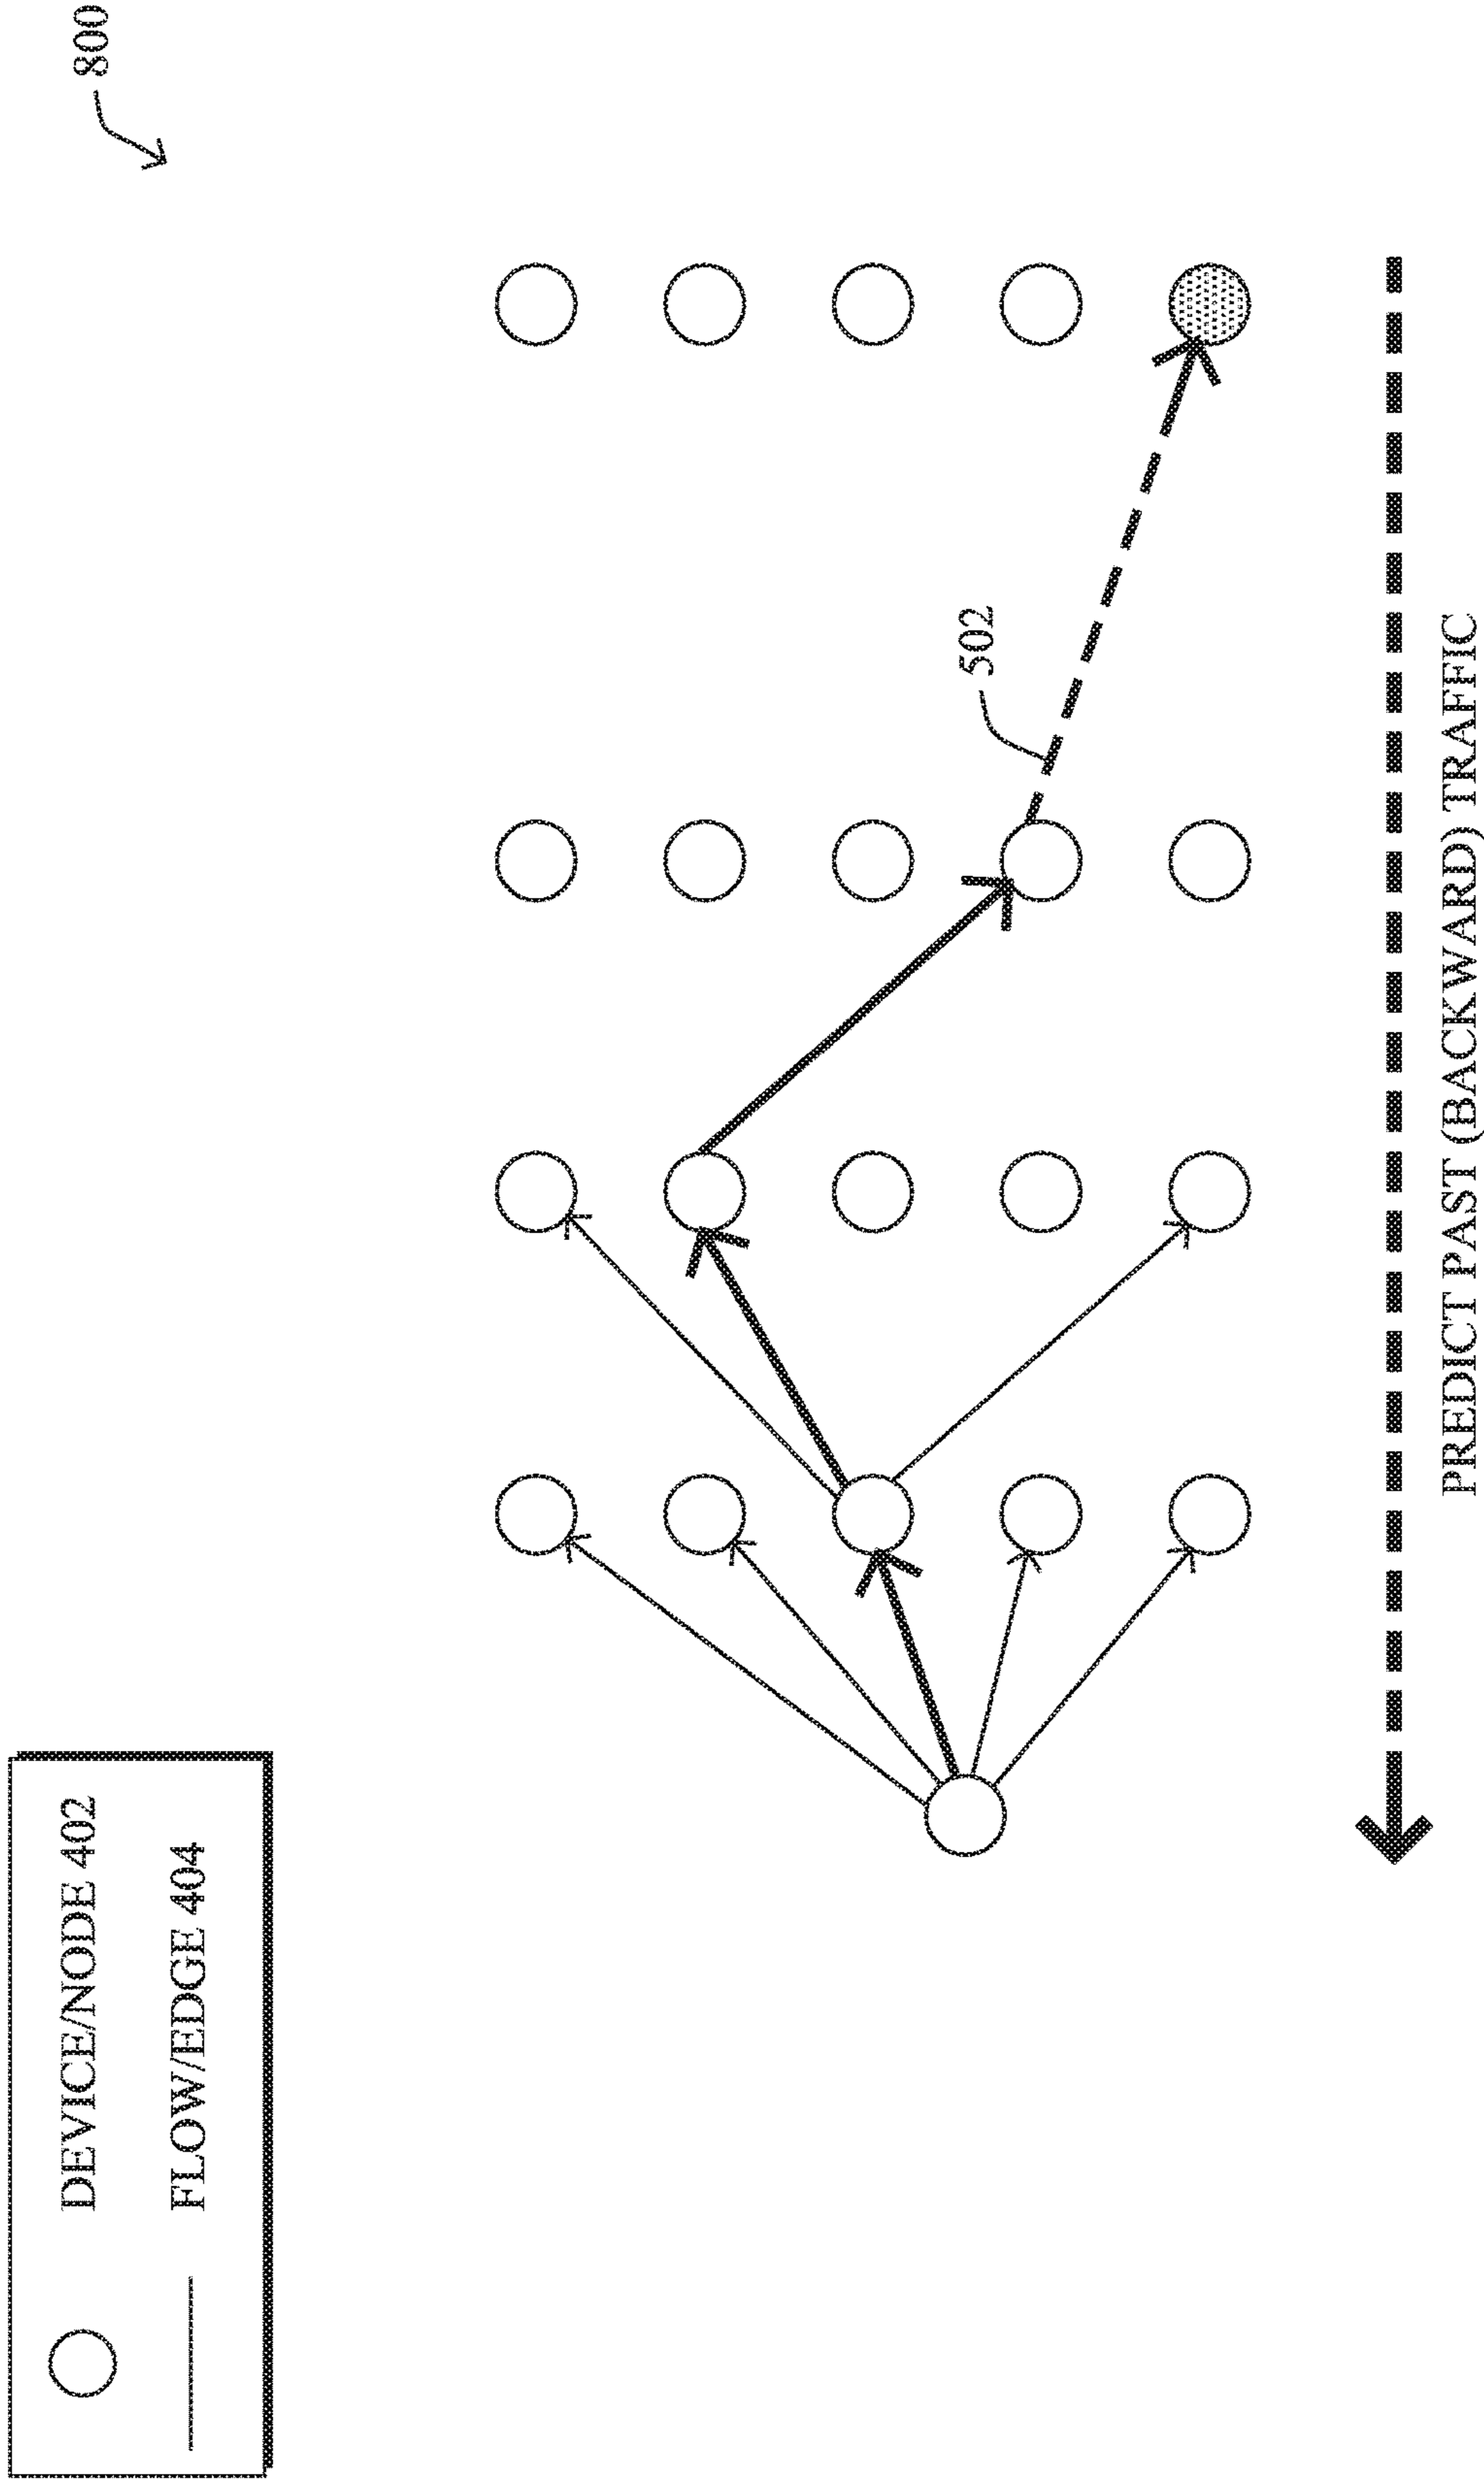 800
DEVICE/NODE 402
FLOW/EDGE 404
502
PREDICT PAST (BACKWARD) TRAFFIC